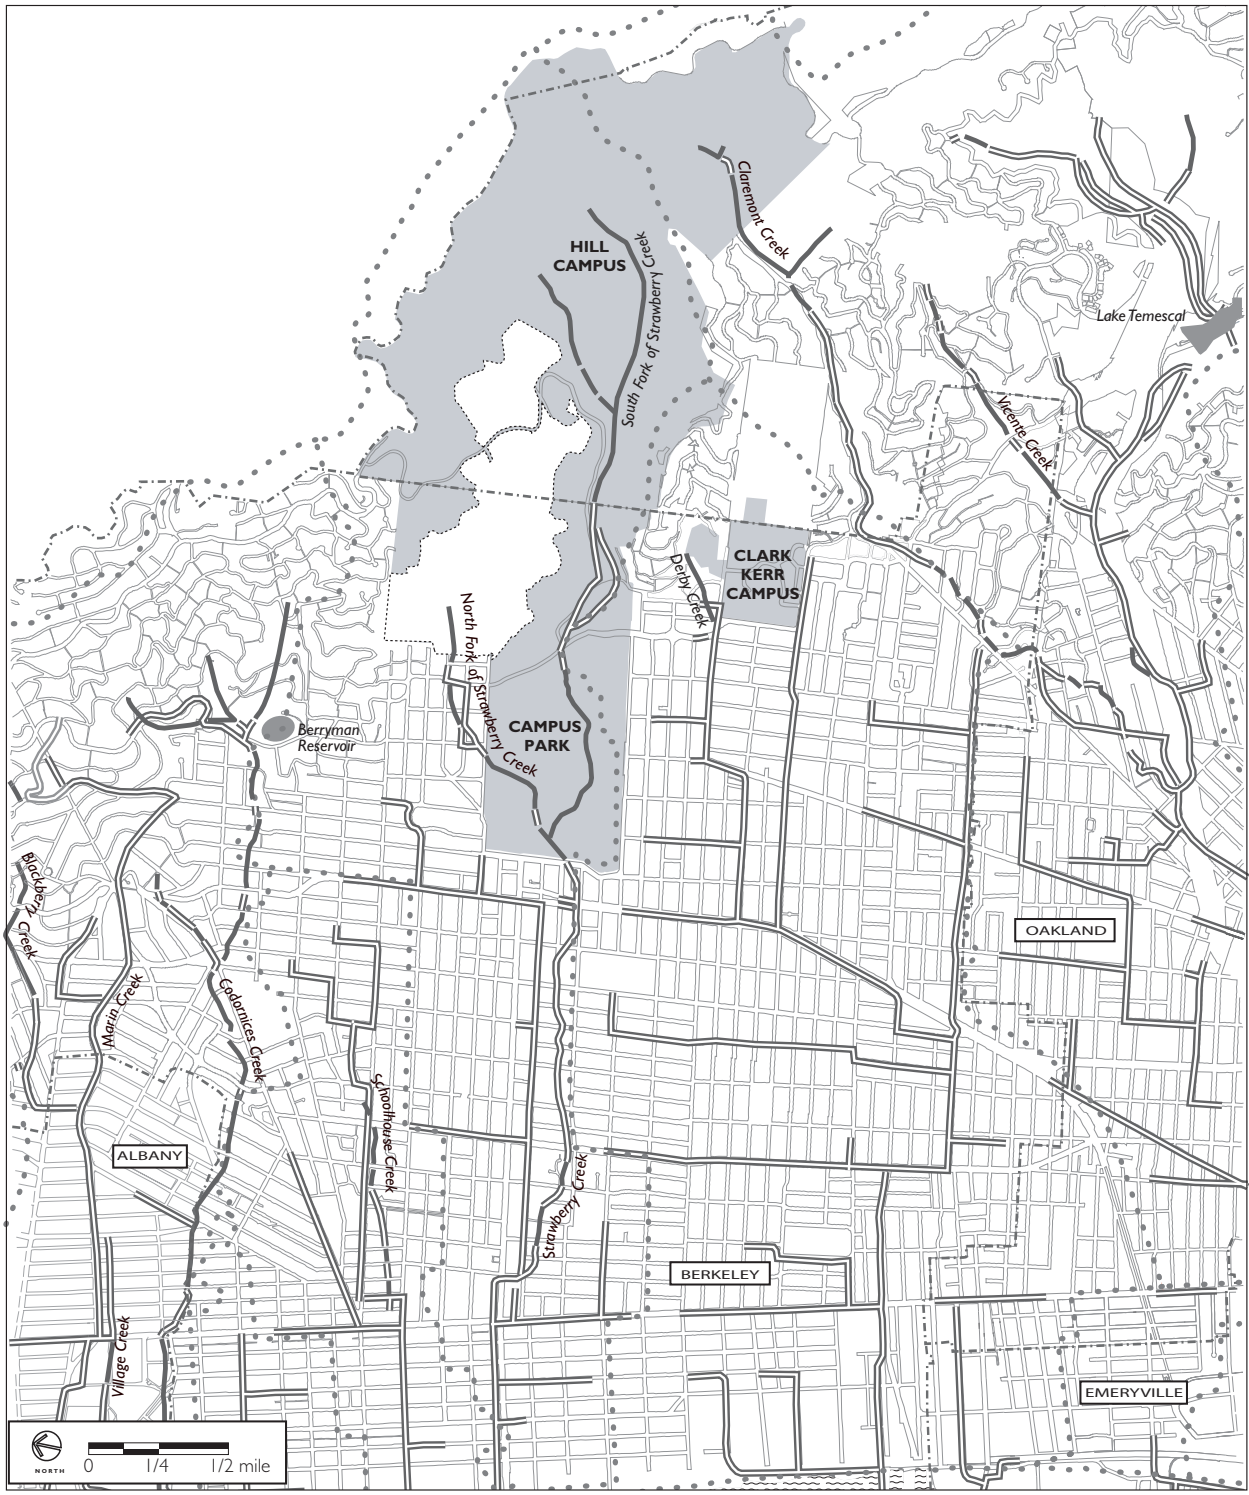 Claremont Creek
HILL
CAMPUS
South Fork of Strawberry Creek
Lake Temescal
Vicente Creek
CLARK
KERR
CAMPUS
Derby Creek
North Fork of Strawberry Creek
CAMPUS
PARK
Berryman
Reservoir
Blackberry Creek
OAKLAND
Marin Creek
Codornices Creek
Schoolhouse Creek
ALBANY
Strawberry Creek
BERKELEY
Village Creek
EMERYVILLE
NORTH
0 1/4 1/2 mile